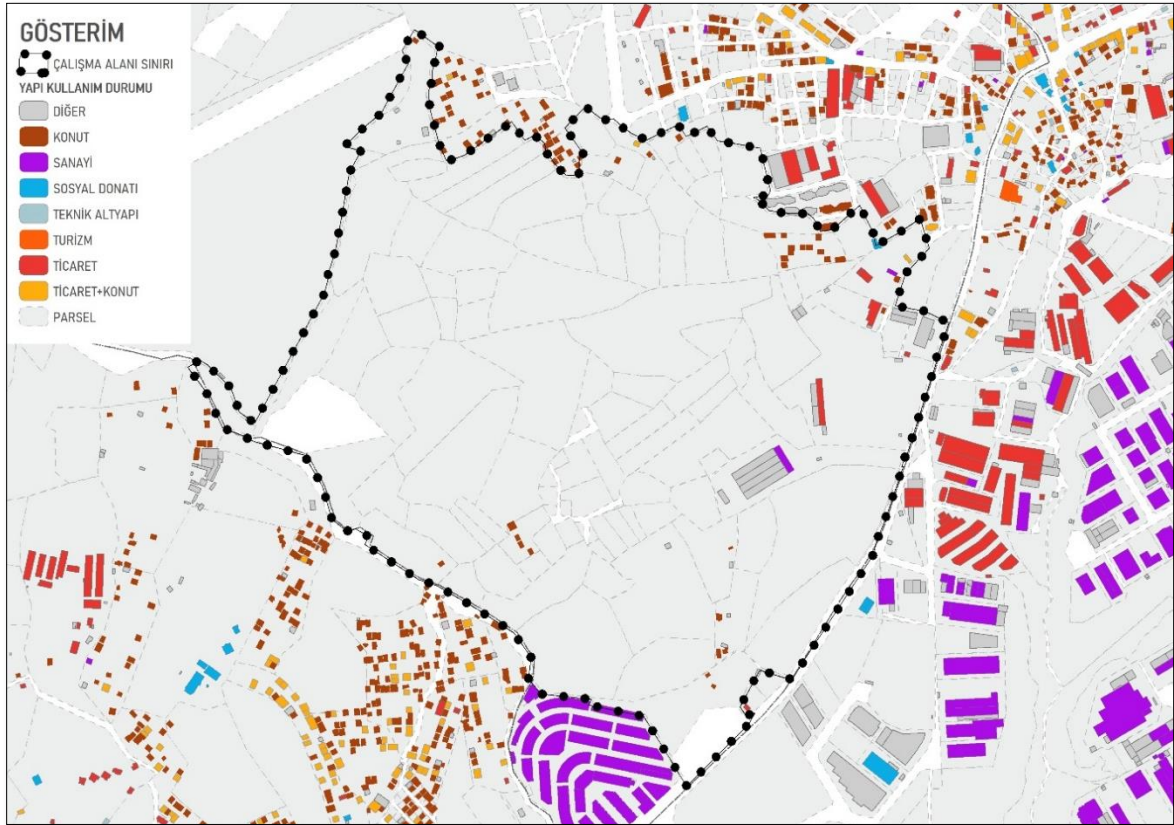 GÖSTERİM
ÇALIŞMA ALANI SINIRI
YAPI KULLANIM DURUMU
DİĞER
KONUT
SANAYİ
SOSYAL DONATI
TEKNİK ALTYAPI
TURİZM
TİCARET
TİCARET+KONUT
PARSEL